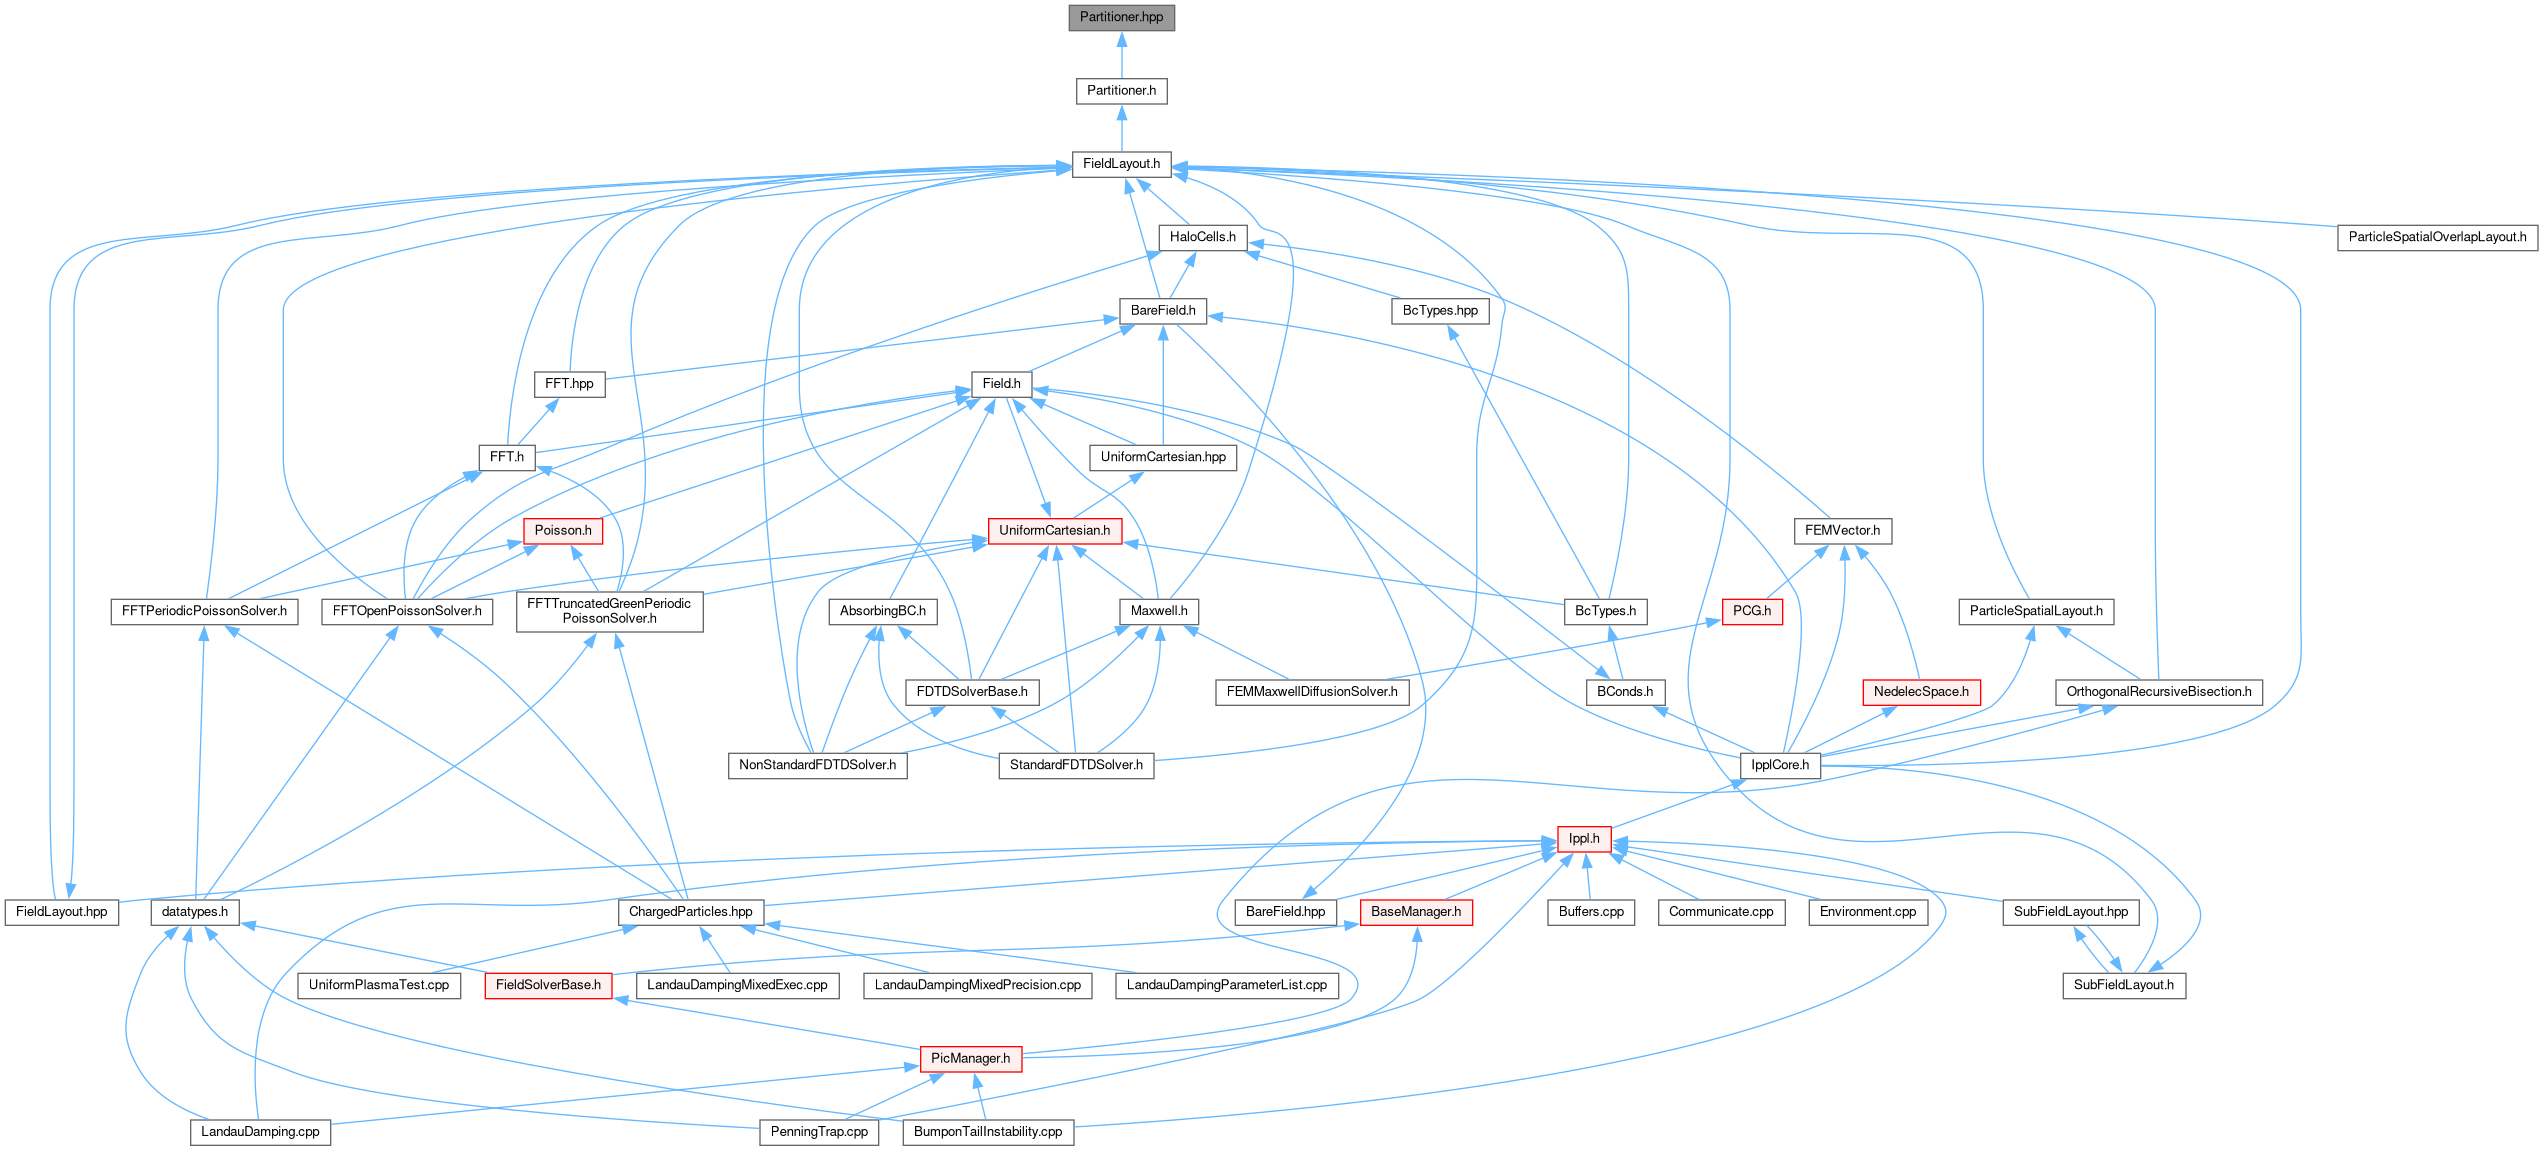 Partitioner.hpp
Partitioner.h
FieldLayout.h
HaloCells.h
ParticleSpatialOverlapLayout.h
BareField.h
BcTypes.hpp
FFT.hpp
Field.h
FFT.h
UniformCartesian.hpp
Poisson.h
UniformCartesian.h
FEMVector.h
FFTPeriodicPoissonSolver.h
FFTOpenPoissonSolver.h
FFTTruncatedGreenPeriodic
PoissonSolver.h
AbsorbingBC.h
Maxwell.h
BcTypes.h
PCG.h
ParticleSpatialLayout.h
FDTDSolverBase.h
FEMMaxwellDiffusionSolver.h
BConds.h
NedelecSpace.h
OrthogonalRecursiveBisection.h
NonStandardFDTDSolver.h
StandardFDTDSolver.h
IpplCore.h
Ippl.h
FieldLayout.hpp
datatypes.h
ChargedParticles.hpp
BareField.hpp
BaseManager.h
Buffers.cpp
Communicate.cpp
Environment.cpp
SubFieldLayout.hpp
UniformPlasmaTest.cpp
FieldSolverBase.h
LandauDampingMixedExec.cpp
LandauDampingMixedPrecision.cpp
LandauDampingParameterList.cpp
SubFieldLayout.h
PicManager.h
LandauDamping.cpp
PenningTrap.cpp
BumponTailInstability.cpp